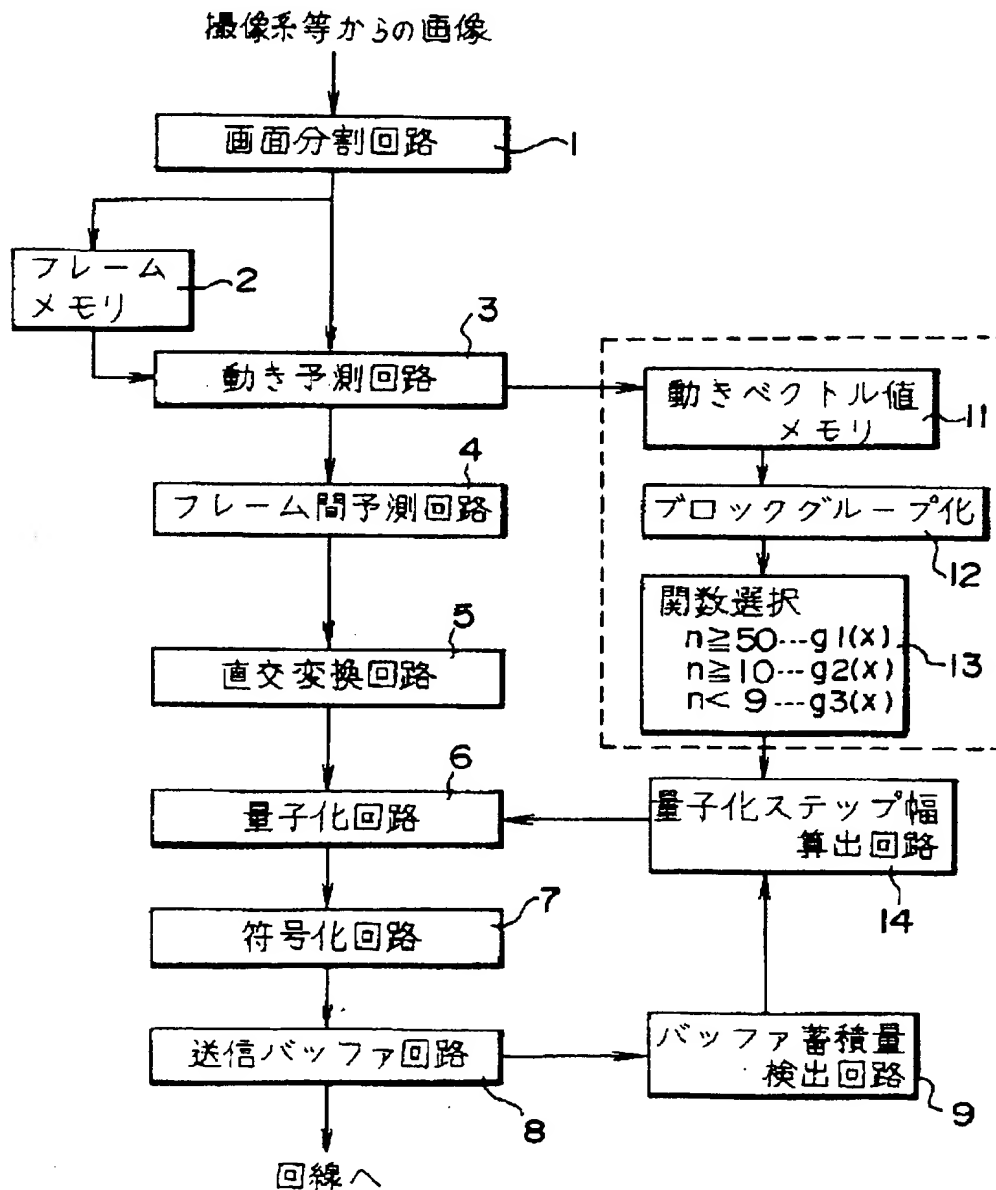 撮像系等からの画像
画面分割回路
1
フレーム
メモリ
2
3
動き予測回路
動きベクトル値
メモリ
11
4
フレーム間予測回路
ブロックグループ化
12
関数選択
n≧50---g1(x)
n≧10---g2(x)
n< 9---g3(x)
13
5
直交変換回路
6
量子化回路
量子化ステップ幅
算出回路
14
7
符号化回路
送信バッファ回路
8
バッファ蓄積量
検出回路
9
回線へ